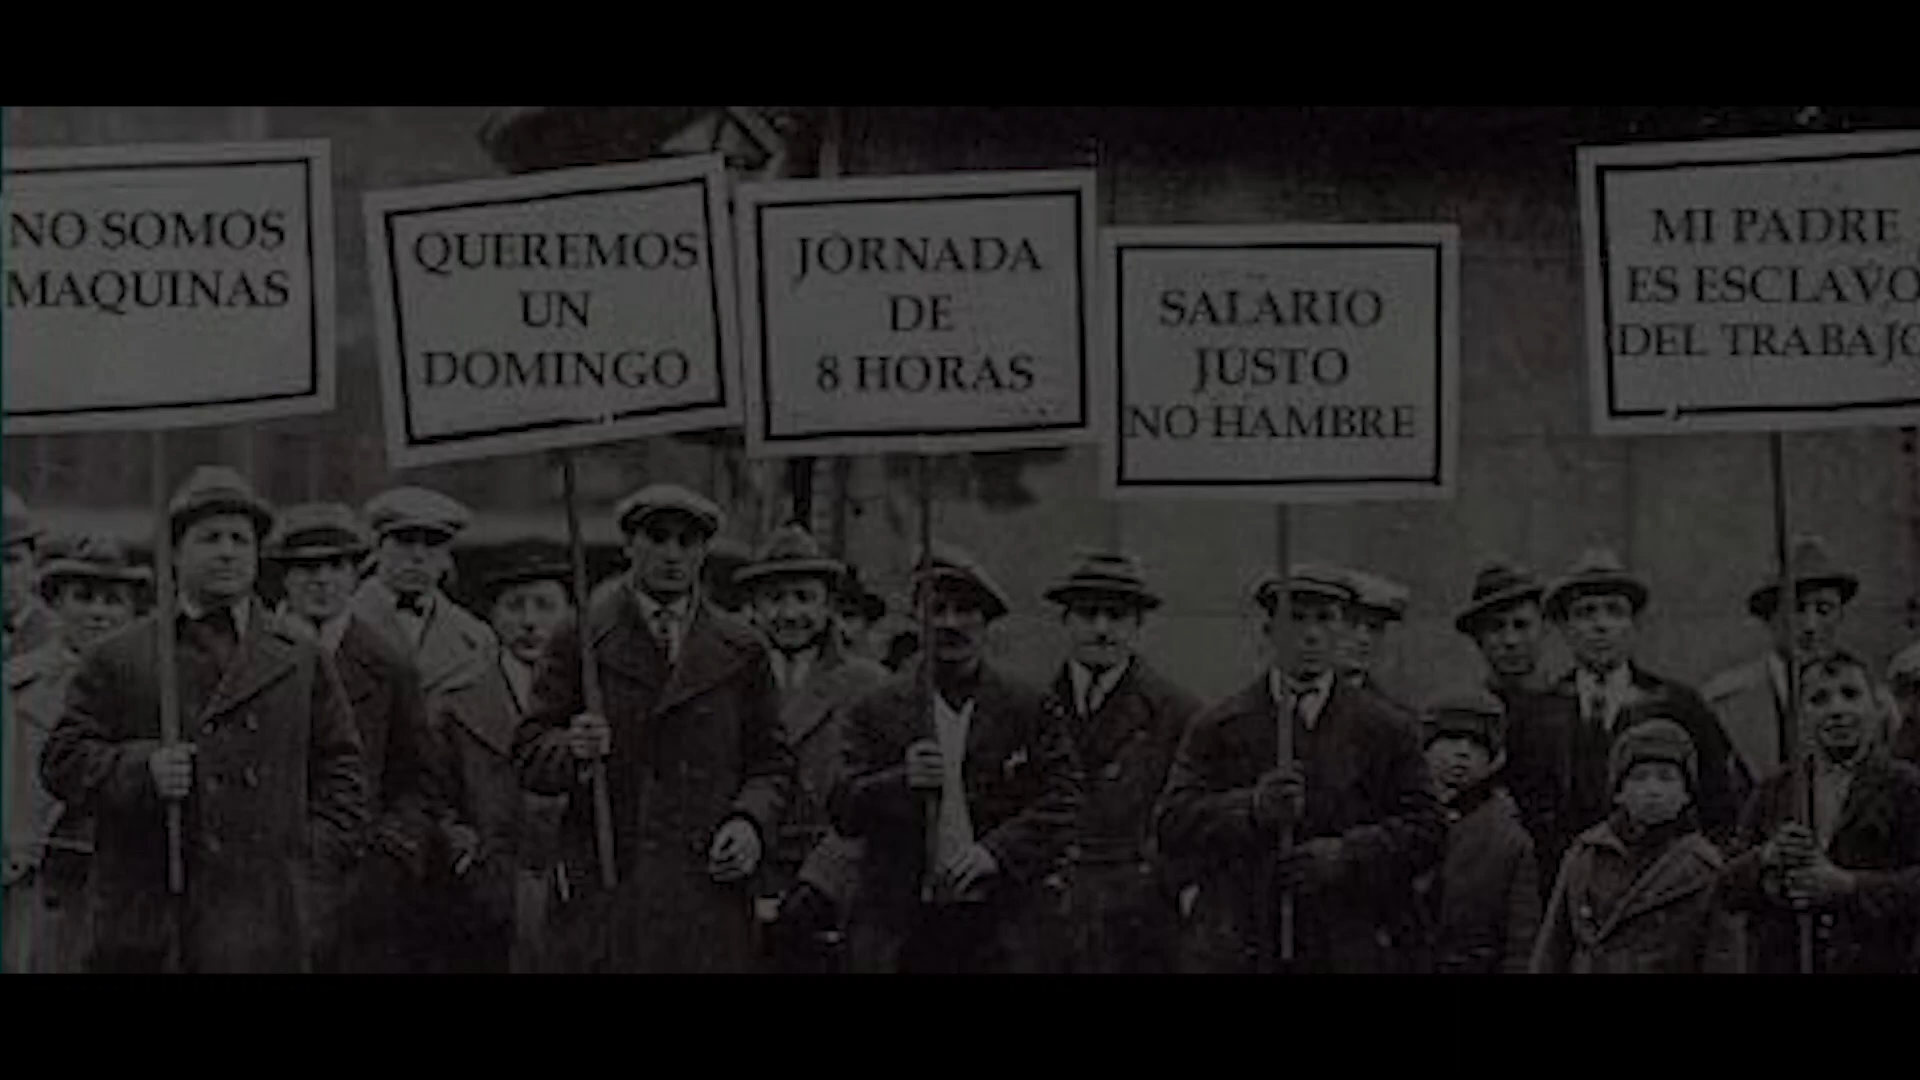 NO SOMOS
MAQUINAS
QUEREMOS
UN
DOMINGO
JORNADA
DE
8 HORAS
SALARIO
JUSTO
NO HAMBRE
MI PADRE
ES ESCLAVO
DEL TRABAJO